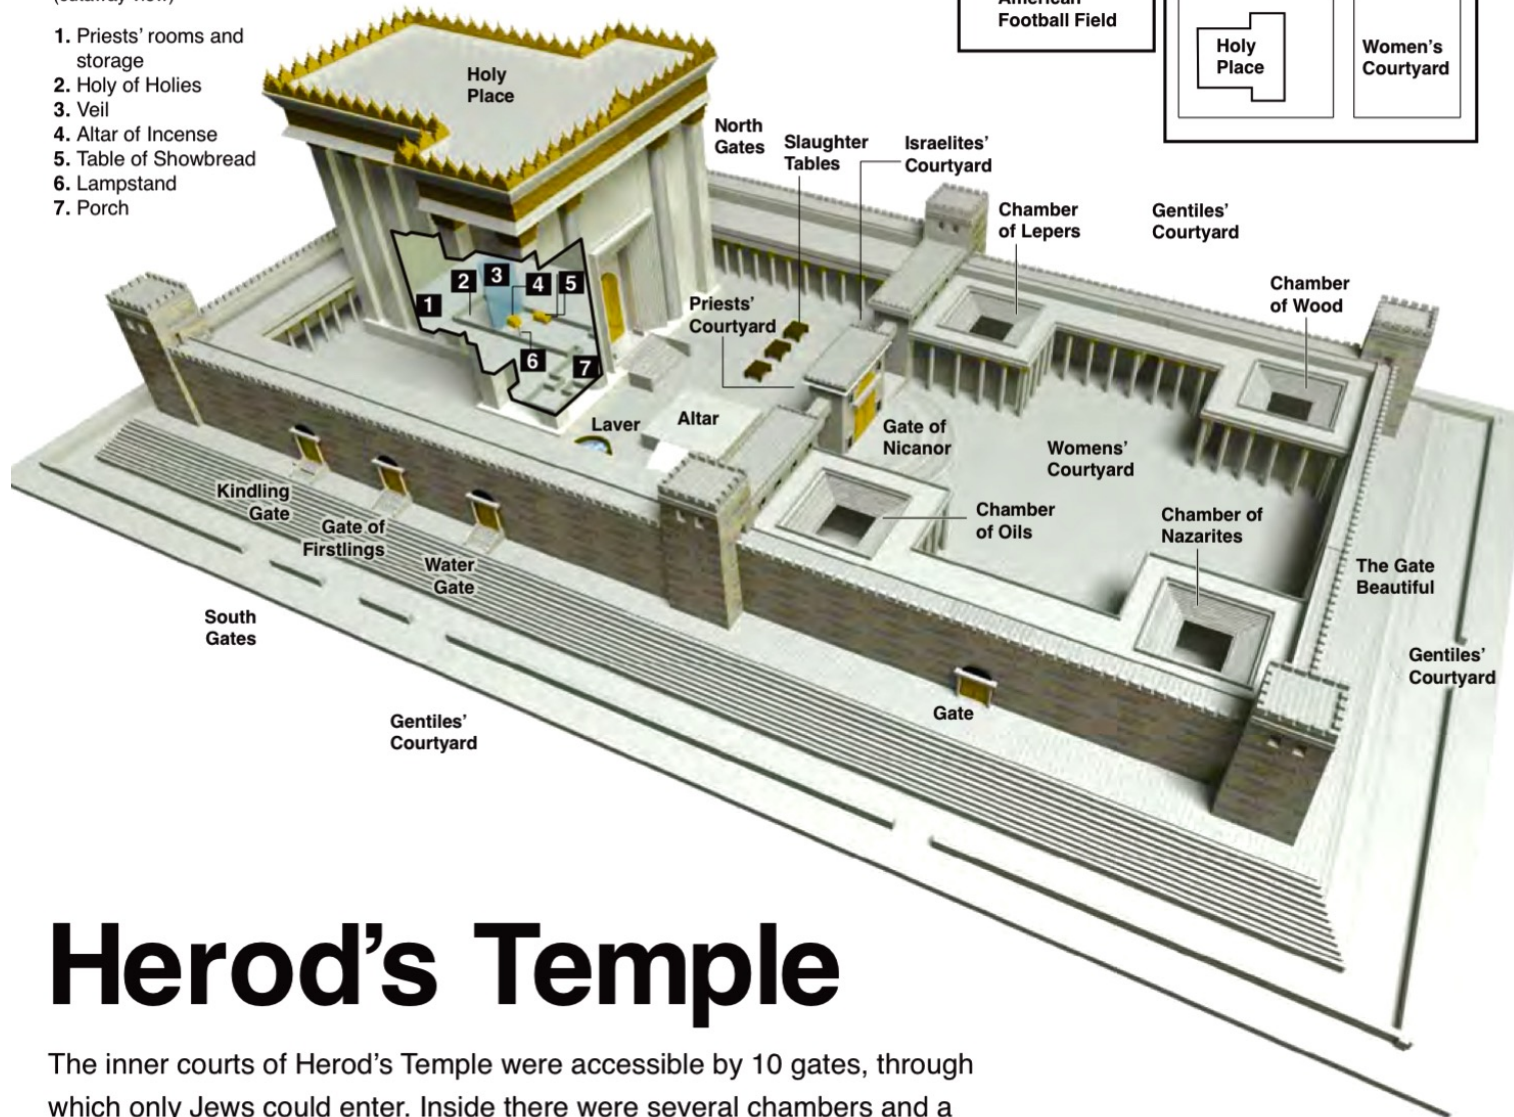 (cutaway view)
1. Priests’ rooms and
storage
2. Holy of Holies
3. Veil
4. Altar of Incense
5. Table of Showbread
6. Lampstand
7. Porch
American
Football Field
Holy
Place
Women’s
Courtyard
Holy
Place
North
Gates
Slaughter
Tables
Israelites’
Courtyard
Chamber
of Lepers
Gentiles’
Courtyard
Chamber
of Wood
Priests’
Courtyard
1
2
3
4
5
6
7
Laver
Altar
Gate of
Nicanor
Womens’
Courtyard
Chamber
of Oils
Chamber of
Nazarites
The Gate
Beautiful
Gentiles’
Courtyard
Kindling
Gate
Gate of
Firstlings
Water
Gate
South
Gates
Gentiles’
Courtyard
Gate
Herod’s Temple
The inner courts of Herod’s Temple were accessible by 10 gates, through
which only Jews could enter. Inside there were several chambers and a